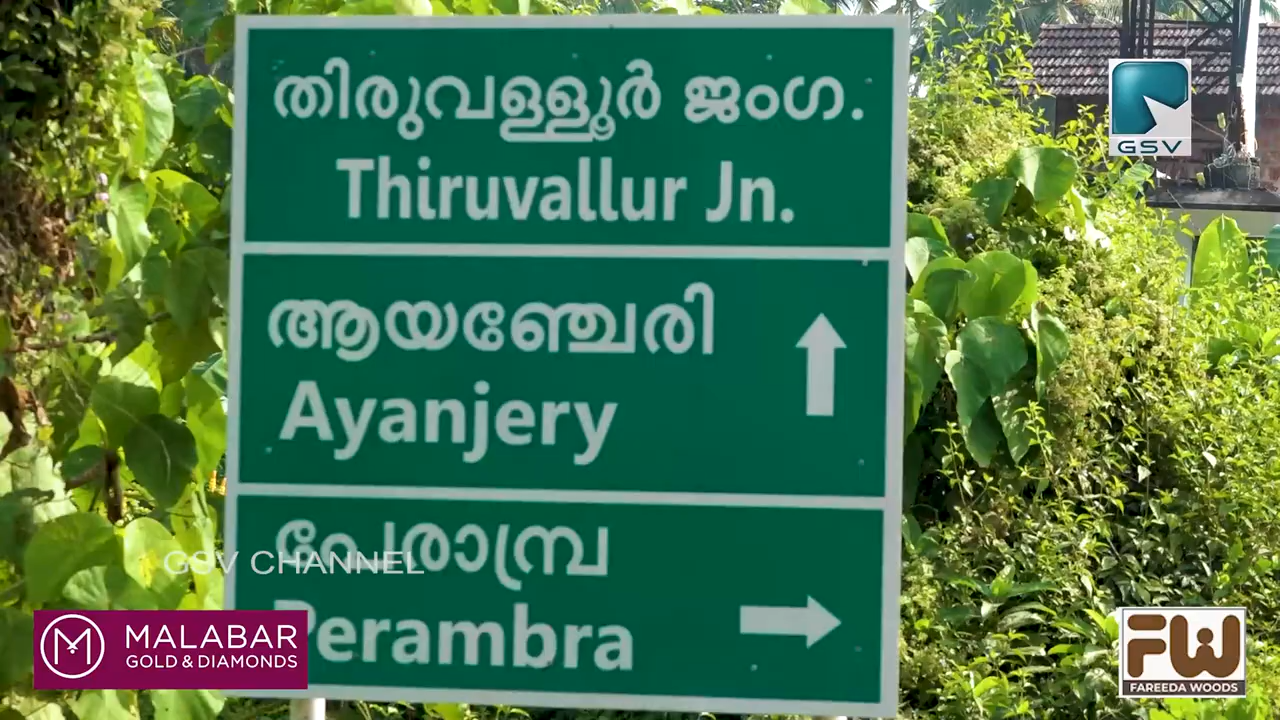 തിരുവള്ളൂർ ജംഗ.
Thiruvallur Jn.
ആയഞ്ചേരി
Ayanjery
പേരാമ്പ്ര
Perambra
GSV
GSV CHANNEL
MALABAR
GOLD & DIAMONDS
FW
FAREEDA WOODS